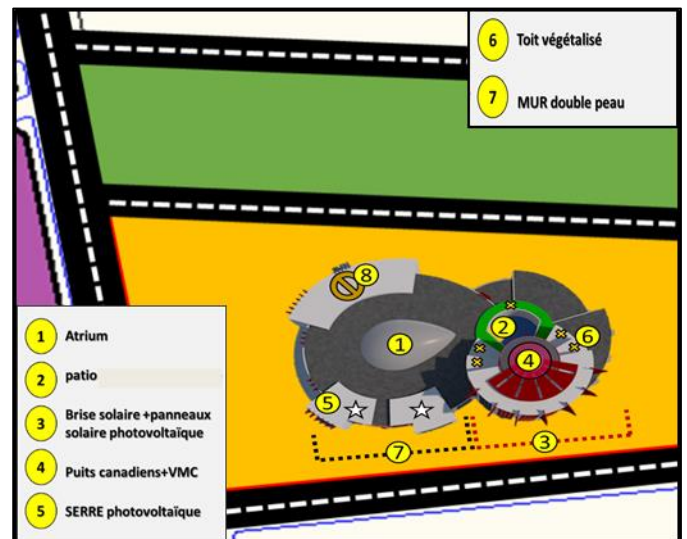 6 Toit végétalisé
7 MUR double peau
8
1
2
6
4
5
7
3
1 Atrium
2 patio
3 Brise solaire +panneaux
solaire photovoltaïque
4 Puits canadiens+VMC
5 SERRE photovoltaïque